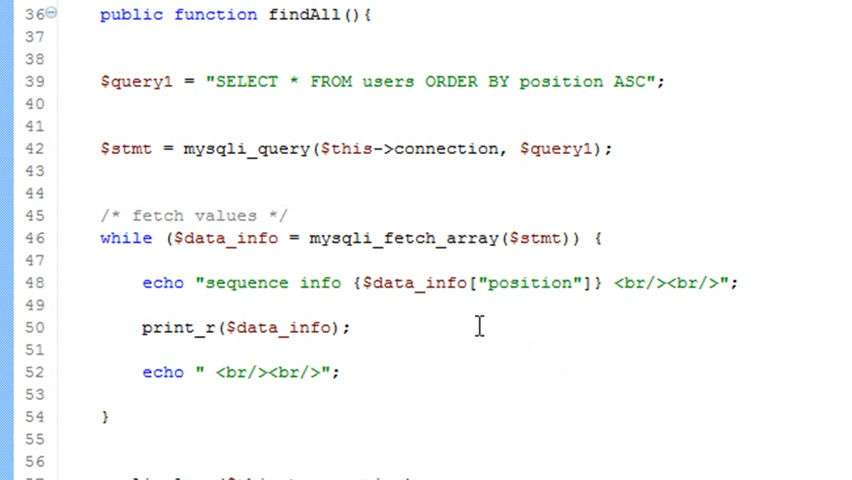 36 public function findAll(){
37
38
39 $query1 = "SELECT * FROM users ORDER BY position ASC";
40
41
42 $stmt = mysqli_query($this->connection, $query1);
43
44
45 /* fetch values */
46 while ($data_info = mysqli_fetch_array($stmt)) {
47
48 echo "sequence info {$data_info["position"]} <br/><br/>";
49
50 print_r($data_info);
51
52 echo " <br/><br/>";
53
54 }
55
56